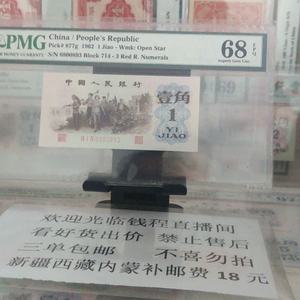 PMG
China / People's Republic
Pick# 877g 1962 1 Jiao - Wmk: Open Star
S/N 0600893 Block 714 - 3 Red R. Numerals
68 EPQ
Superb Gem Unc
中国人民银行
壹角
1
YI
JIAO
欢迎光临钱程直播间
看好货出价 禁止售后
三单包邮 不喜勿拍
新疆西藏内蒙补邮费18元